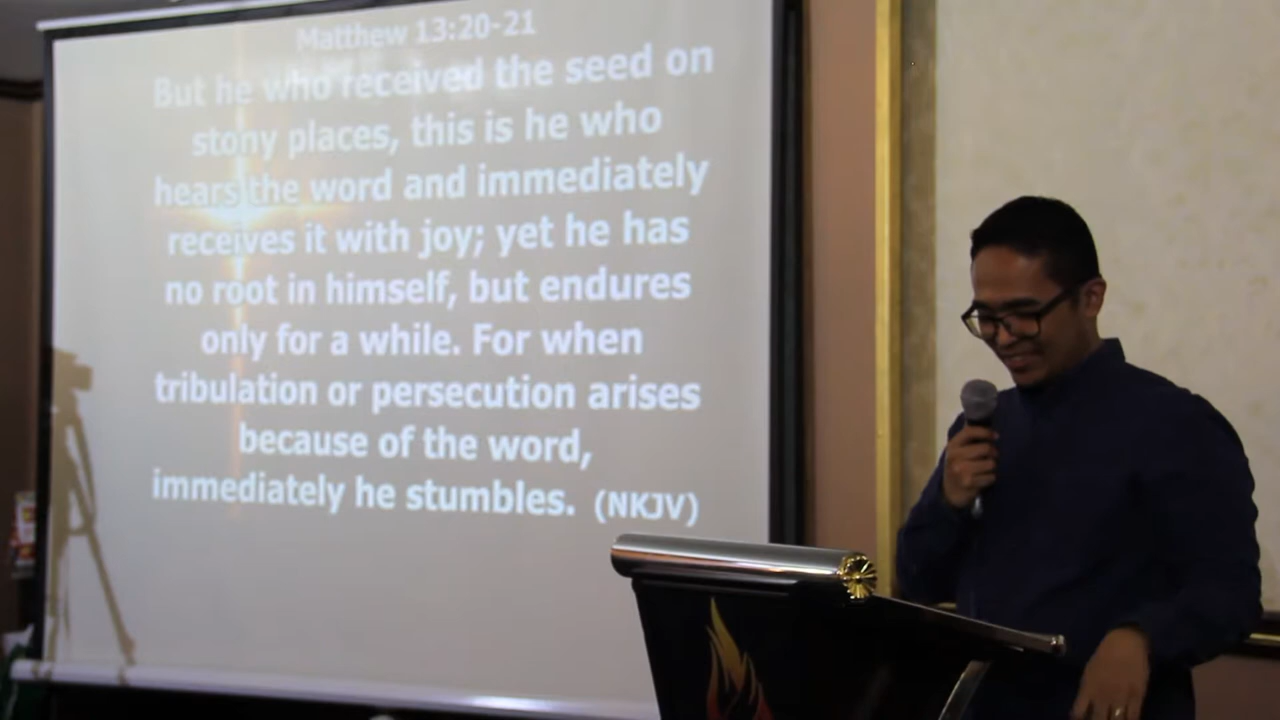 Matthew 13:20-21
But he who received the seed on
stony places, this is he who
hears the word and immediately
receives it with joy; yet he has
no root in himself, but endures
only for a while. For when
tribulation or persecution arises
because of the word,
immediately he stumbles. (NKJV)